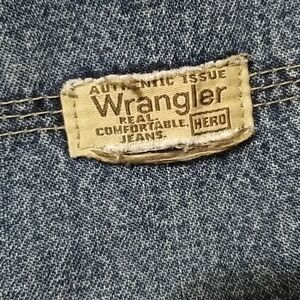 AUTHENTIC ISSUE
Wrangler
REAL
COMFORTABLE. HERO
JEANS.